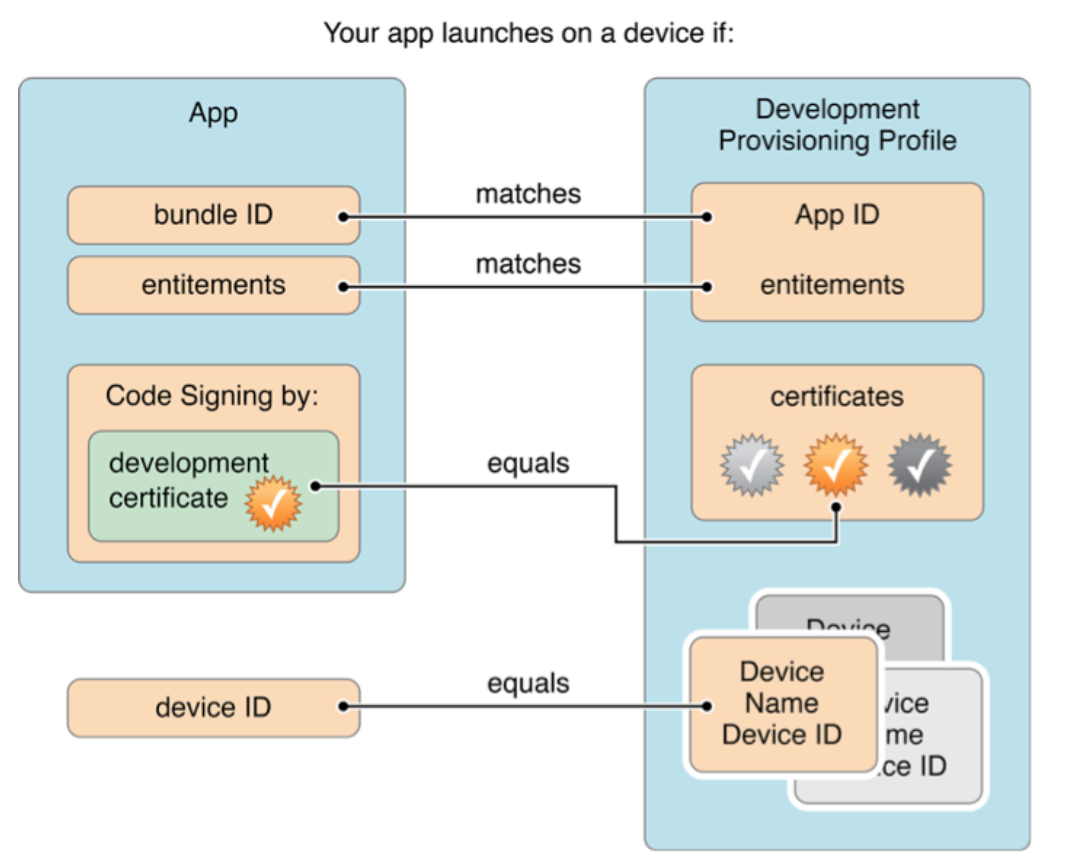 Your app launches on a device if:
App
bundle ID
entitements
Code Signing by:
development
certificate
device ID
matches
matches
equals
equals
Development
Provisioning Profile
App ID
entitements
certificates
Device
Device
Name
Device ID
vice
me
ce ID